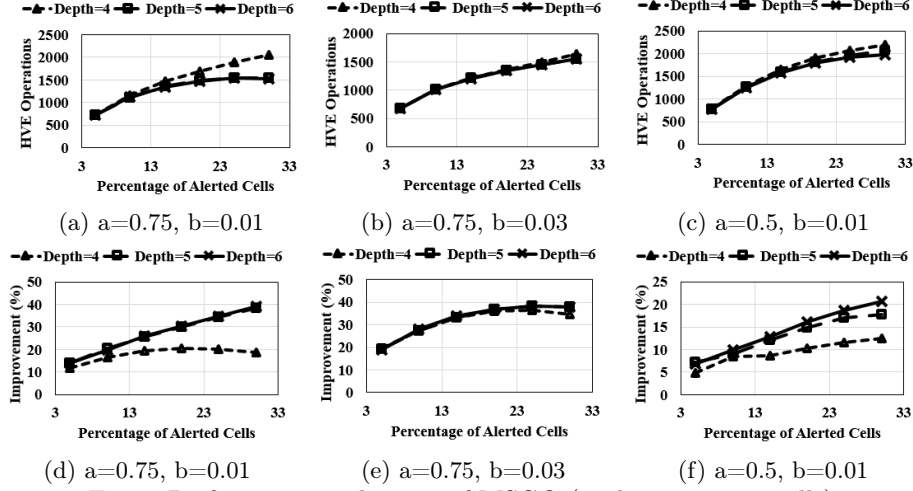 Depth=4 Depth=5 Depth=6
HVE Operations
2500
2000
1500
1000
500
0
3 13 23 33
Percentage of Alerted Cells
(a) a=0.75, b=0.01
Depth=4 Depth=5 Depth=6
HVE Operations
2000
1500
1000
500
0
3 13 23 33
Percentage of Alerted Cells
(b) a=0.75, b=0.03
Depth=4 Depth=5 Depth=6
HVE Operations
2500
2000
1500
1000
500
0
3 13 23 33
Percentage of Alerted Cells
(c) a=0.5, b=0.01
Depth=4 Depth=5 Depth=6
Improvement (%)
50
40
30
20
10
0
3 13 23 33
Percentage of Alerted Cells
(d) a=0.75, b=0.01
Depth=4 Depth=5 Depth=6
Improvement (%)
50
40
30
20
10
0
3 13 23 33
Percentage of Alerted Cells
(e) a=0.75, b=0.03
Depth=4 Depth=5 Depth=6
Improvement (%)
25
20
15
10
5
0
3 13 23 33
Percentage of Alerted Cells
(f) a=0.5, b=0.01